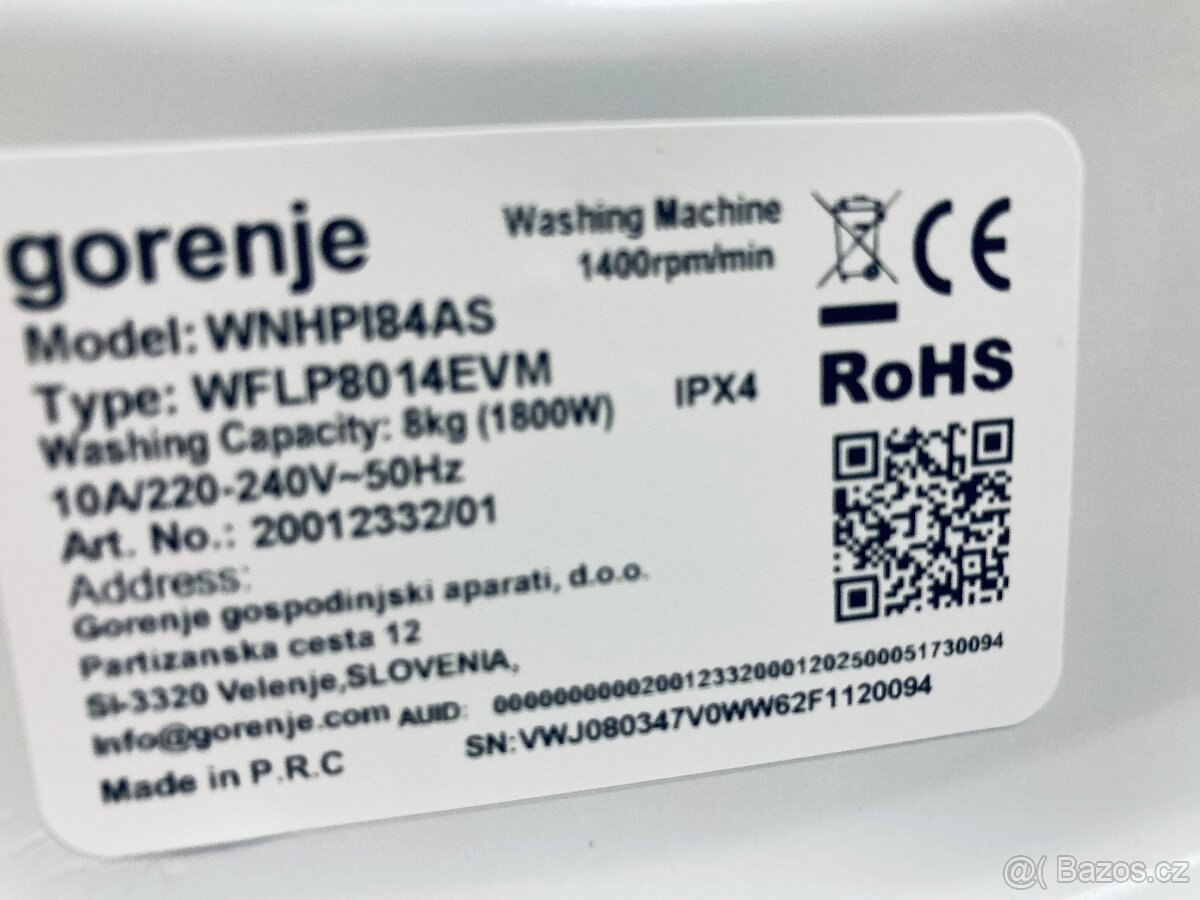 gorenje
Washing Machine
1400rpm/min
Model: WNHPI84AS
Type: WFLP8014EVM
IPX4
RoHS
Washing Capacity: 8kg (1800W)
10A/220-240V~50Hz
Art. No.: 20012332/01
Address:
Gorenje gospodinjski aparati, d.o.o.
Partizanska cesta 12
Si-3320 Velenje,SLOVENIA,
Info@gorenje.com
AUID: 0000000000020012332000120250005173​0094
SN:VWJ080347V0WW62F1120094
Made in P.R.C
@( Bazos.cz